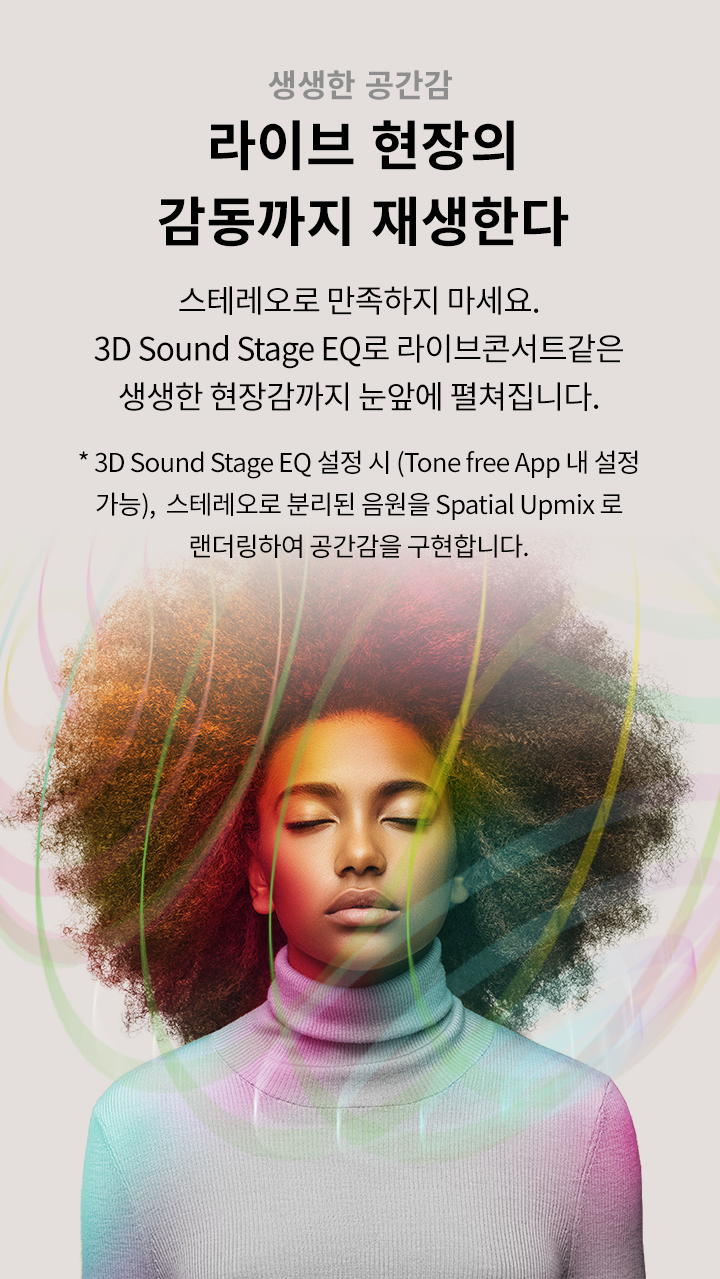 생생한 공간감
라이브 현장의
감동까지 재생한다
스테레오로 만족하지 마세요.
3D Sound Stage EQ로 라이브콘서트같은
생생한 현장감까지 눈앞에 펼쳐집니다.
* 3D Sound Stage EQ 설정 시 (Tone free App 내 설정
가능), 스테레오로 분리된 음원을 Spatial Upmix 로
랜더링하여 공간감을 구현합니다.